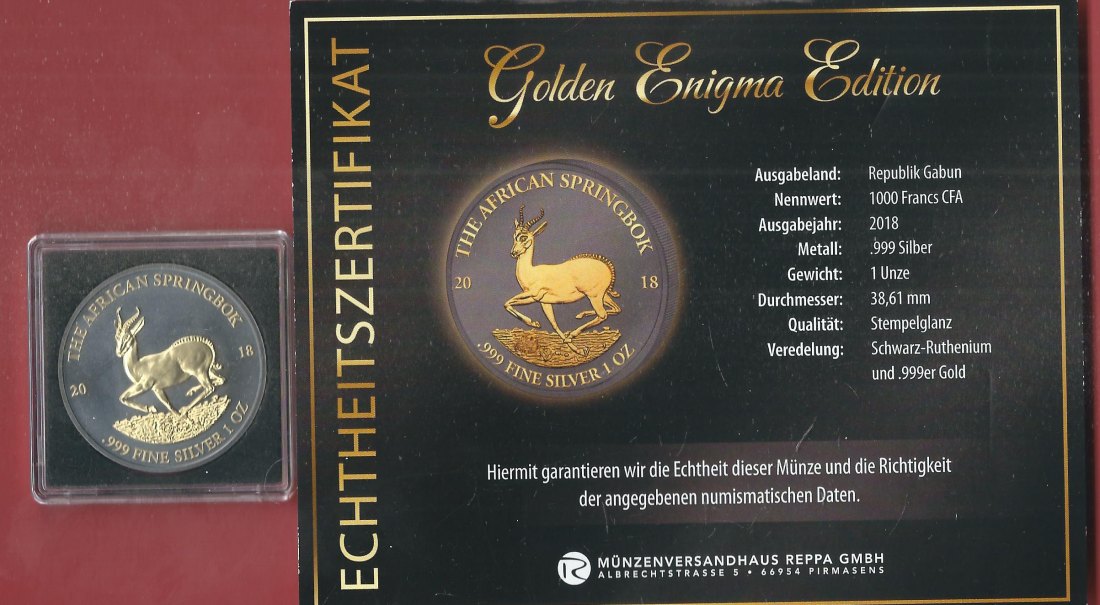 THE AFRICAN SPRINGBOK
20 18
.999 FINE SILVER 1 OZ
ECHTHEITSZERTIFIKAT
Golden Enigma Edition
THE AFRICAN SPRINGBOK
20 18
.999 FINE SILVER 1 OZ
Ausgabeland: Republik Gabun
Nennwert: 1000 Francs CFA
Ausgabejahr: 2018
Metall: .999 Silber
Gewicht: 1 Unze
Durchmesser: 38,61 mm
Qualität: Stempelglanz
Veredelung: Schwarz-Ruthenium
und .999er Gold
Hiermit garantieren wir die Echtheit dieser Münze und die Richtigkeit
der angegebenen numismatischen Daten.
R MÜNZENVERSANDHAUS REPPA GMBH
ALBRECHTSTRASSE 5 • 66954 PIRMASENS